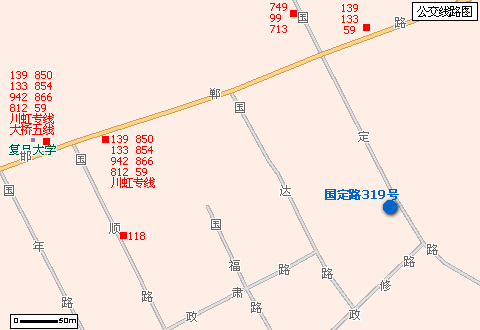 公交线路图
749
99
713
国
139
133
59
路
139 850
133 854
942 866
812 59
川虹专线
大桥五线
复旦大学
邯
郸
国
定
139 850
133 854
942 866
812 59
川虹专线
国
国
达
国定路319号
顺
118
国
年
福
路
路
路
修
路
路
政
肃
路
政
0 50m